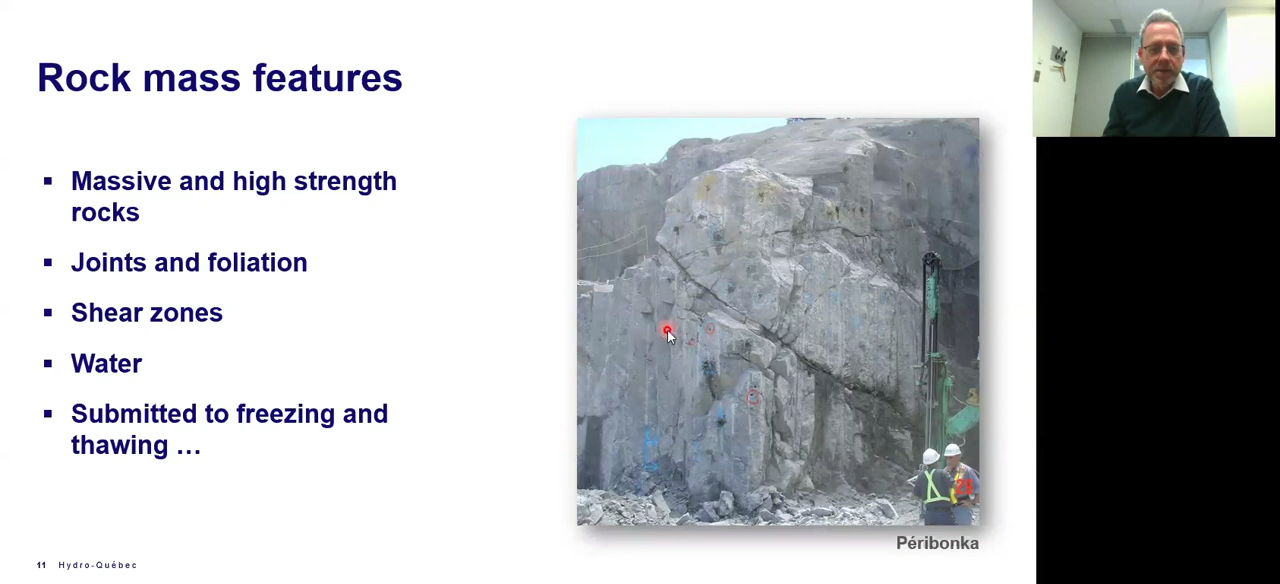 Rock mass features
▪ Massive and high strength
rocks
▪ Joints and foliation
▪ Shear zones
▪ Water
▪ Submitted to freezing and
thawing …
Péribonka
11 Hydro-Québec